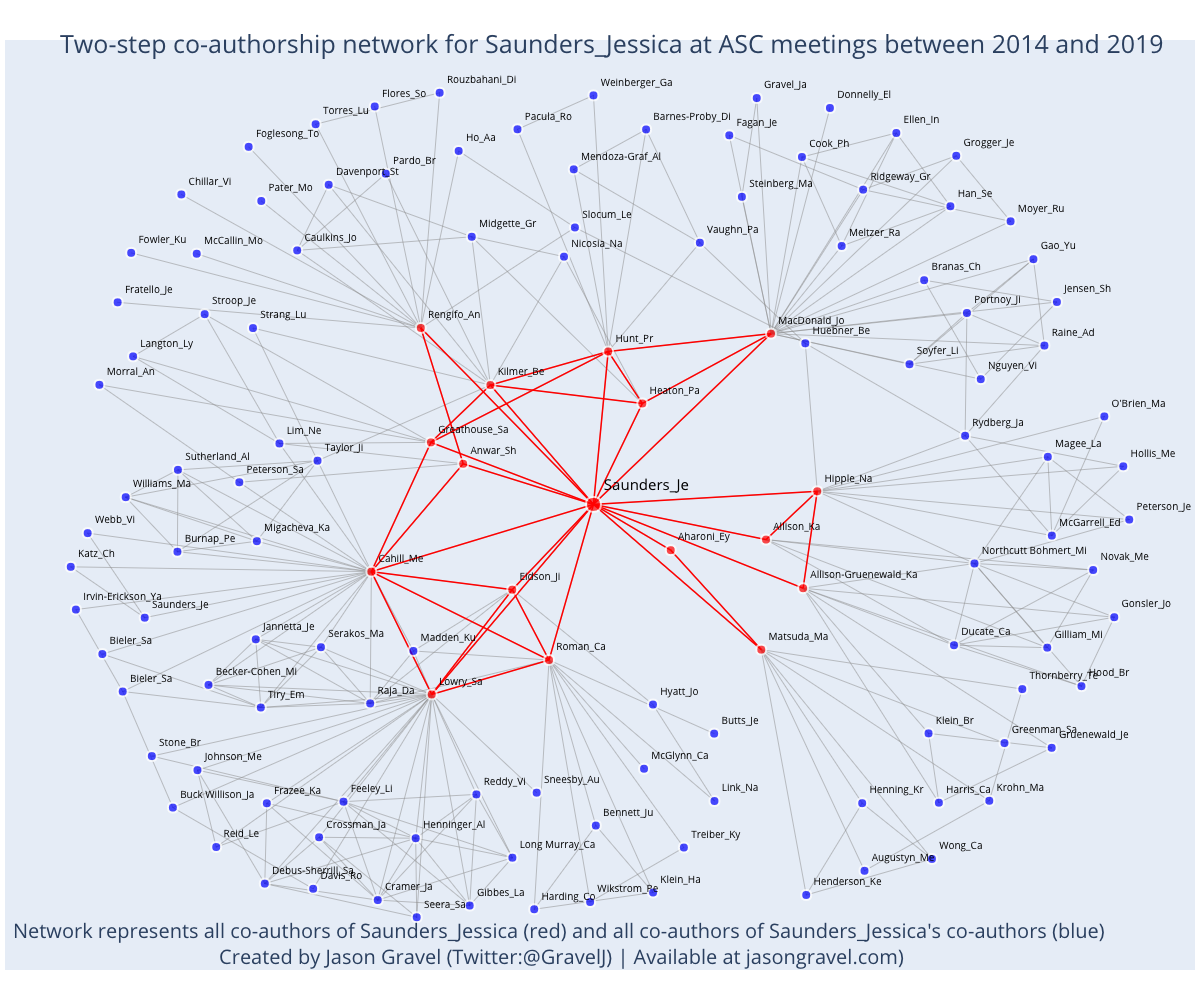 Two-step co-authorship network for Saunders_Jessica at ASC meetings between 2014 and 2019
Rouzbahani_Di
Weinberger_Ga
Gravel_Ja
Flores_So
Donnelly_El
Torres_Lu
Pacula_Ro
Barnes-Proby_Di
Fagan_Je
Ellen_In
Foglesong_To
Ho_Aa
Cook_Ph
Grogger_Je
Pardo_Br
Mendoza-Graf_Al
Davenport_St
Ridgeway_Gr
Chillar_Vi
Pater_Mo
Steinberg_Ma
Han_Se
Moyer_Ru
Slocum_Le
Midgette_Gr
Vaughn_Pa
Meltzer_Ra
Fowler_Ku
McCallin_Mo
Caulkins_Jo
Nicosia_Na
Gao_Yu
Branas_Ch
Fratello_Je
Jensen_Sh
Stroop_Je
Portnoy_Ji
Strang_Lu
Rengifo_An
MacDonald_Jo
Huebner_Be
Raine_Ad
Hunt_Pr
Langton_Ly
Soyfer_Li
Nguyen_Vi
Morral_An
Kilmer_Be
Heaton_Pa
O'Brien_Ma
Rydberg_Ja
Greathouse_Sa
Lim_Ne
Taylor_Ji
Anwar_Sh
Magee_La
Hollis_Me
Sutherland_Al
Peterson_Sa
Hipple_Na
Williams_Ma
Saunders_Je
Peterson_Je
McGarrell_Ed
Webb_Vi
Migacheva_Ka
Burnap_Pe
Allison_Ka
Aharoni_Ey
Katz_Ch
Cahill_Me
Northcutt Bohmert_Mi
Novak_Me
Eidson_Ji
Allison-Gruenewald_Ka
Irvin-Erickson_Ya
Saunders_Je
Gonsler_Jo
Jannetta_Je
Serakos_Ma
Madden_Ku
Matsuda_Ma
Ducate_Ca
Gilliam_Mi
Bieler_Sa
Roman_Ca
Becker-Cohen_Mi
Bieler_Sa
Tiry_Em
Raja_Da
Lowry_Sa
Hyatt_Jo
Thornberry_Te
Hood_Br
Butts_Je
Klein_Br
Greenman_Sa
Gruenewald_Je
Stone_Br
Johnson_Me
McGlynn_Ca
Buck Willison_Ja
Frazee_Ka
Feeley_Li
Reddy_Vi
Sneesby_Au
Link_Na
Henning_Kr
Harris_Ca
Krohn_Ma
Reid_Le
Crossman_Ja
Henninger_Al
Bennett_Ju
Long Murray_Ca
Treiber_Ky
Wong_Ca
Debus-Sherrill_Sa
Davis_Ro
Augustyn_Me
Cramer_Ja
Gibbes_La
Klein_Ha
Henderson_Ke
Seera_Sa
Harding_Co
Wikstrom_Pe
Network represents all co-authors of Saunders_Jessica (red) and all co-authors of Saunders_Jessica's co-authors (blue)
Created by Jason Gravel (Twitter:@GravelJ) | Available at jasongravel.com)